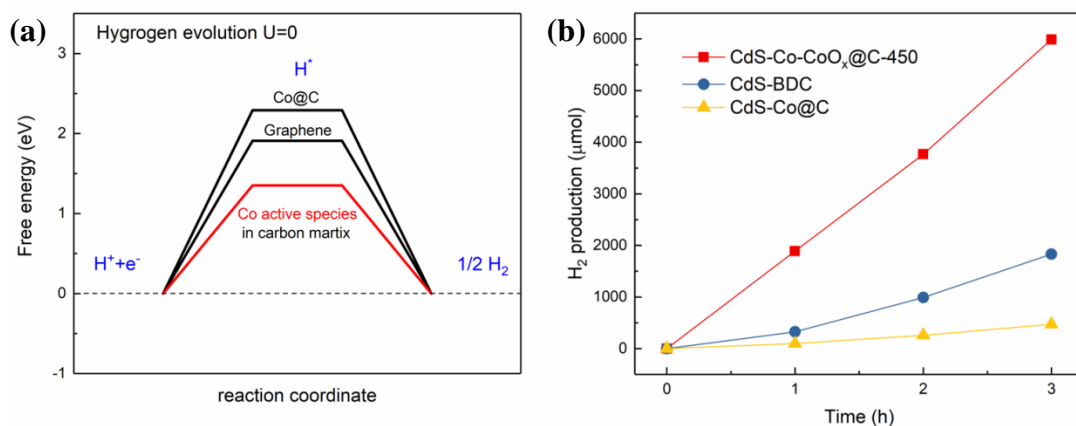 (a)
Hygrogen evolution U=0
H*
Co@C
Graphene
Co active species
in carbon martix
H⁺+e⁻
1/2 H₂
3
2
1
0
-1
Free energy (eV)
reaction coordinate
(b)
CdS-Co-CoOₓ@C-450
CdS-BDC
CdS-Co@C
6000
5000
4000
3000
2000
1000
0
H₂ production (μmol)
0 1 2 3
Time (h)